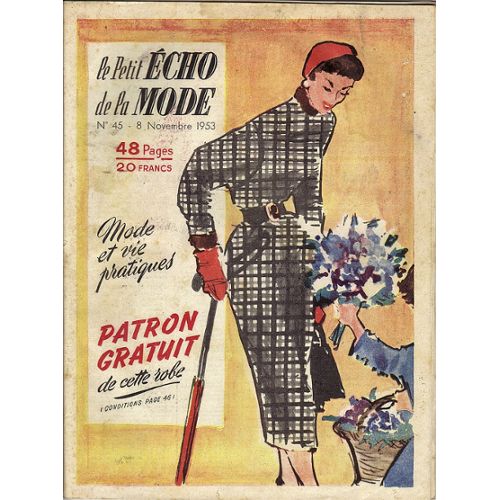 le Petit ÉCHO
de la MODE
N° 45 - 8 Novembre 1953
48 Pages
20 FRANCS
Mode
et vie
pratiques
PATRON
GRATUIT
de cette robe
(CONDITIONS PAGE 46)